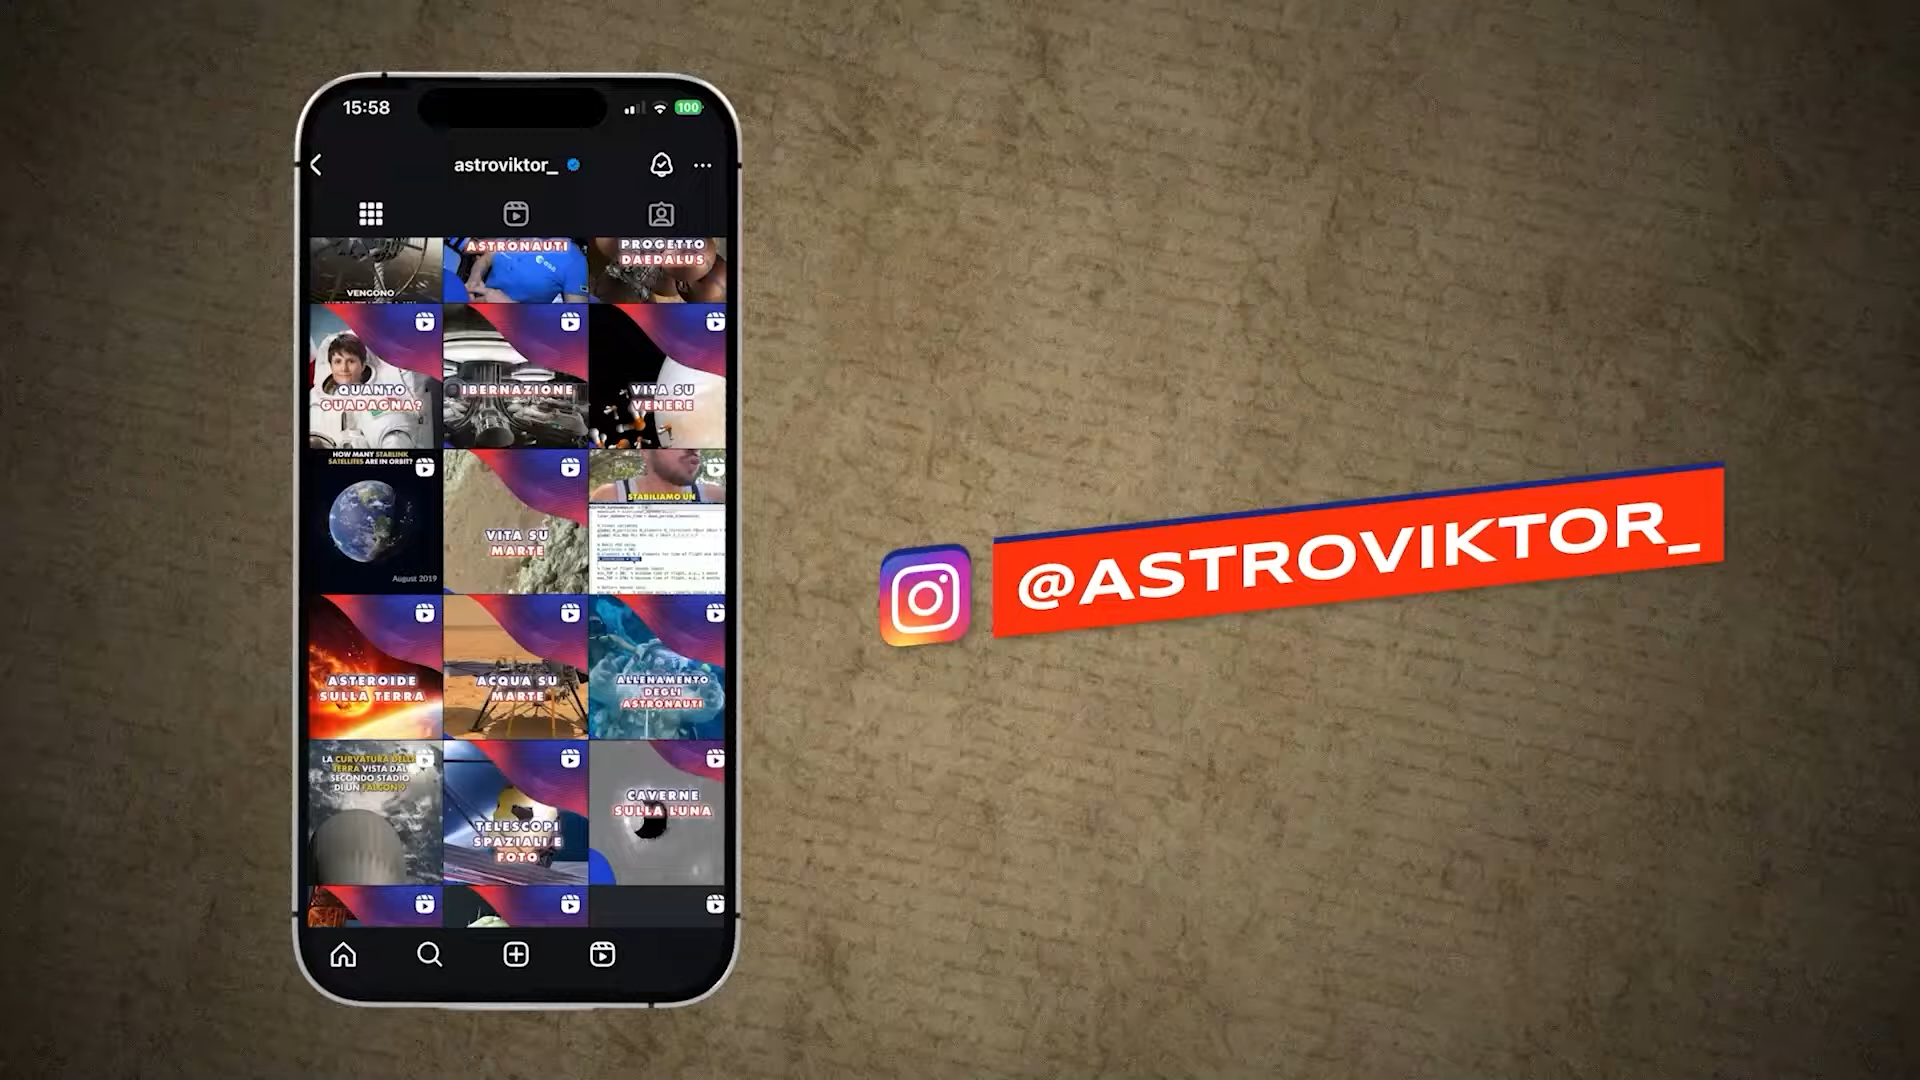 15:58
100
astroviktor_
ASTRONAUTI
PROGETTO
DAEDALUS
VENGONO
QUANTO
GUADAGNA?
IBERNAZIONE
VITA SU
VENERE
HOW MANY STARLINK
SATELLITES ARE IN ORBIT?
August 2019
VITA SU
MARTE
STABILIAMO UN
ASTEROIDE
SULLA TERRA
ACQUA SU
MARTE
ALLENAMENTO
DEGLI
ASTRONAUTI
LA CURVATURA DELLA
TERRA VISTA DAL
SECONDO STADIO
DI UN FALCON 9
TELESCOPI
SPAZIALI E
FOTO
CAVERNE
SULLA LUNA
@ASTROVIKTOR_